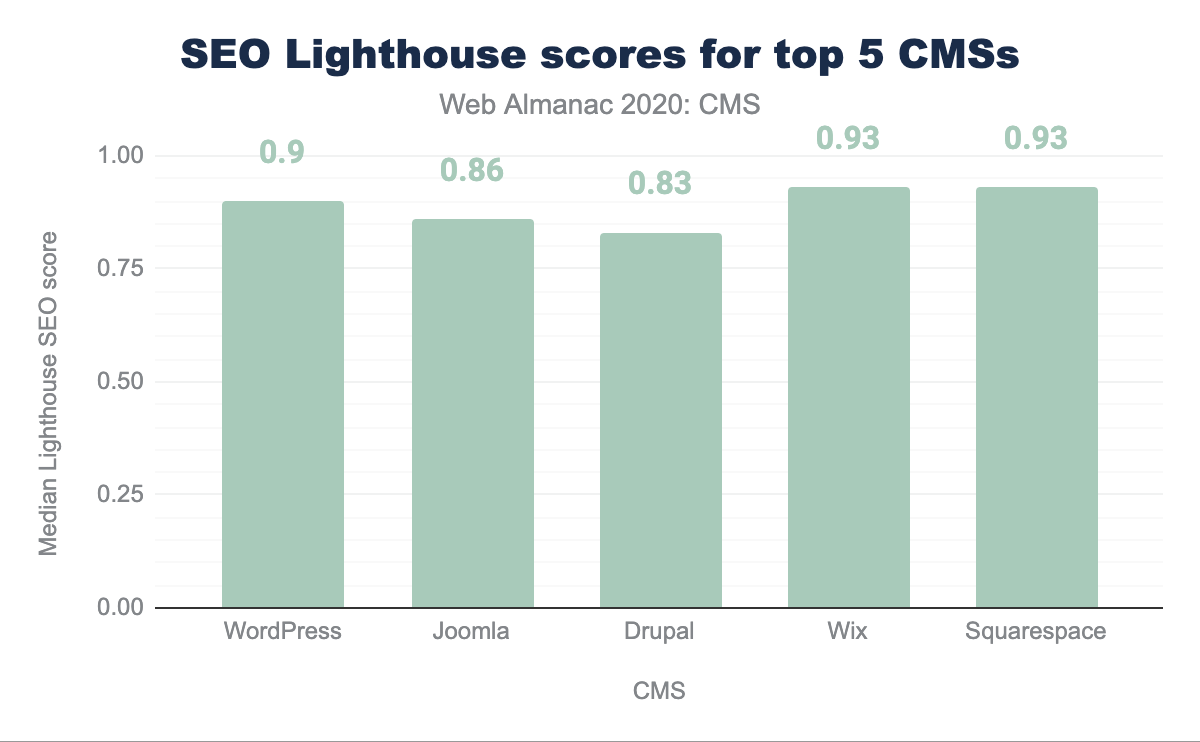 SEO Lighthouse scores for top 5 CMSs
Web Almanac 2020: CMS
Median Lighthouse SEO score
1.00
0.75
0.50
0.25
0.00
0.9
0.86
0.83
0.93
0.93
WordPress
Joomla
Drupal
Wix
Squarespace
CMS